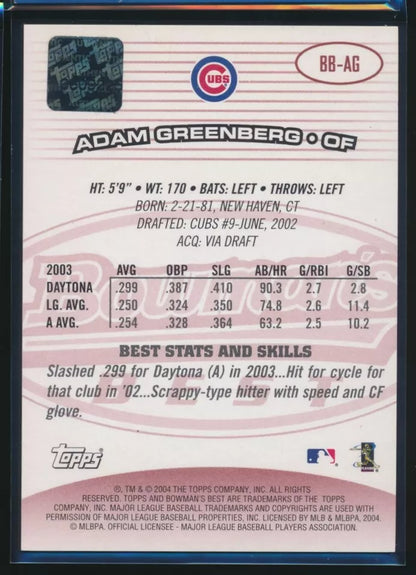 Topps
CUBS
BB-AG
ADAM GREENBERG • OF
HT: 5'9" • WT: 170 • BATS: LEFT • THROWS: LEFT
BORN: 2-21-81, NEW HAVEN, CT
DRAFTED: CUBS #9-JUNE, 2002
ACQ: VIA DRAFT
Bowman's
BEST
2003 AVG OBP SLG AB/HR G/RBI G/SB
DAYTONA .299 .387 .410 90.3 2.7 2.8
LG. AVG. .250 .324 .350 74.8 2.6 11.4
A AVG. .254 .328 .364 63.2 2.5 10.2
BEST STATS AND SKILLS
Slashed .299 for Daytona (A) in 2003...Hit for cycle for
that club in '02...Scrappy-type hitter with speed and CF
glove.
Topps
®, TM & © 2004 THE TOPPS COMPANY, INC. ALL RIGHTS
RESERVED. TOPPS AND BOWMAN'S BEST ARE TRADEMARKS OF THE TOPPS
COMPANY, INC. MAJOR LEAGUE BASEBALL TRADEMARKS AND COPYRIGHTS ARE USED WITH
PERMISSION OF MAJOR LEAGUE BASEBALL PROPERTIES, INC. LICENSED BY MLB & MLBPA, 2004.
© MLBPA. OFFICIAL LICENSEE - MAJOR LEAGUE BASEBALL PLAYERS ASSOCIATION.